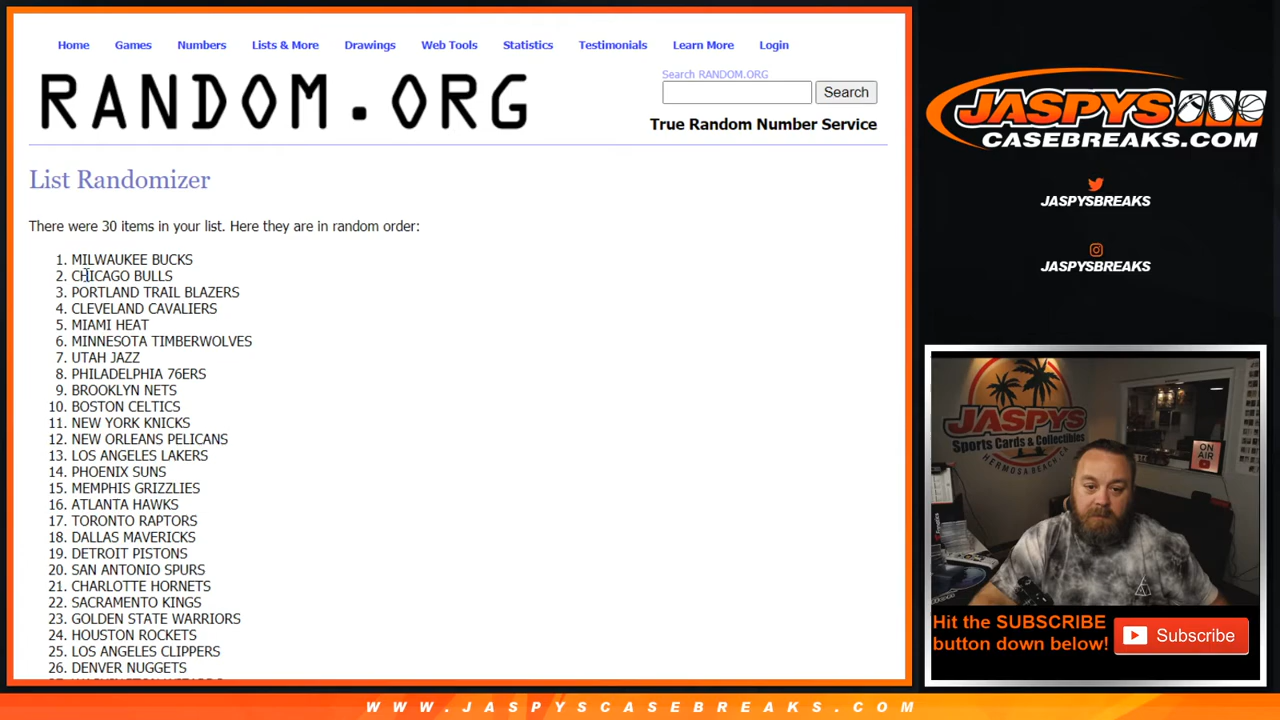 Home Games Numbers Lists & More Drawings Web Tools Statistics Testimonials Learn More Login
RANDOM.ORG
Search RANDOM.ORG
Search
True Random Number Service
List Randomizer
There were 30 items in your list. Here they are in random order:
1. MILWAUKEE BUCKS
2. CHICAGO BULLS
3. PORTLAND TRAIL BLAZERS
4. CLEVELAND CAVALIERS
5. MIAMI HEAT
6. MINNESOTA TIMBERWOLVES
7. UTAH JAZZ
8. PHILADELPHIA 76ERS
9. BROOKLYN NETS
10. BOSTON CELTICS
11. NEW YORK KNICKS
12. NEW ORLEANS PELICANS
13. LOS ANGELES LAKERS
14. PHOENIX SUNS
15. MEMPHIS GRIZZLIES
16. ATLANTA HAWKS
17. TORONTO RAPTORS
18. DALLAS MAVERICKS
19. DETROIT PISTONS
20. SAN ANTONIO SPURS
21. CHARLOTTE HORNETS
22. SACRAMENTO KINGS
23. GOLDEN STATE WARRIORS
24. HOUSTON ROCKETS
25. LOS ANGELES CLIPPERS
26. DENVER NUGGETS
JASPYS
CASEBREAKS.COM
JASPYSBREAKS
JASPYSBREAKS
JASPYS
Sports Cards & Collectibles
HERMOSA BEACH, CA
ON AIR
Hit the SUBSCRIBE
button down below!
Subscribe
WWW.JASPYSCASEBREAKS.COM